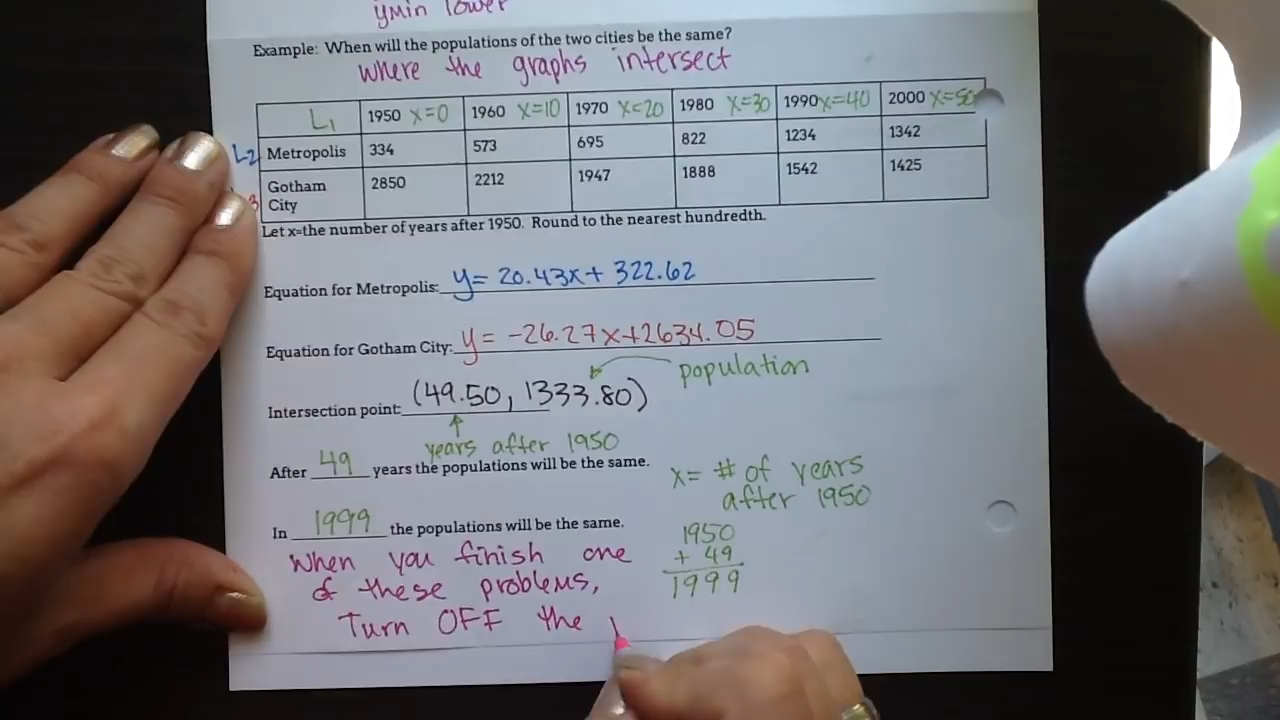 ymin lower
Example: When will the populations of the two cities be the same?
where the graphs intersect
L1 1950 x=0 1960 x=10 1970 x=20 1980 x=30 1990 x=40 2000 x=50
L2 Metropolis 334 573 695 822 1234 1342
3 Gotham City 2850 2212 1947 1888 1542 1425
Let x=the number of years after 1950. Round to the nearest hundredth.
Equation for Metropolis: y= 20.43x+ 322.62
Equation for Gotham City: y= -26.27x+2634.05
population
Intersection point: (49.50, 1333.80)
years after 1950
After 49 years the populations will be the same.
x= # of years
after 1950
In 1999 the populations will be the same.
1950
+ 49
1999
When you finish one
of these problems,
Turn OFF the